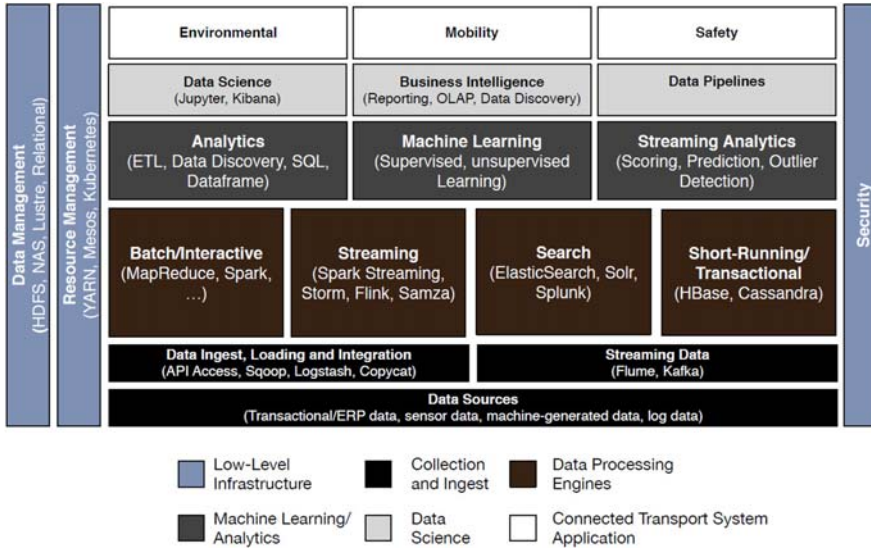 Data Management
(HDFS, NAS, Lustre, Relational)
Resource Management
(YARN, Mesos, Kubernetes)
Environmental
Mobility
Safety
Data Science
(Jupyter, Kibana)
Business Intelligence
(Reporting, OLAP, Data Discovery)
Data Pipelines
Analytics
(ETL, Data Discovery, SQL,
Dataframe)
Machine Learning
(Supervised, unsupervised
Learning)
Streaming Analytics
(Scoring, Prediction, Outlier
Detection)
Batch/Interactive
(MapReduce, Spark,
…)
Streaming
(Spark Streaming,
Storm, Flink, Samza)
Search
(ElasticSearch, Solr,
Splunk)
Short-Running/
Transactional
(HBase, Cassandra)
Data Ingest, Loading and Integration
(API Access, Sqoop, Logstash, Copycat)
Streaming Data
(Flume, Kafka)
Data Sources
(Transactional/ERP data, sensor data, machine-generated data, log data)
Security
Low-Level
Infrastructure
Collection
and Ingest
Data Processing
Engines
Machine Learning/
Analytics
Data
Science
Connected Transport System
Application